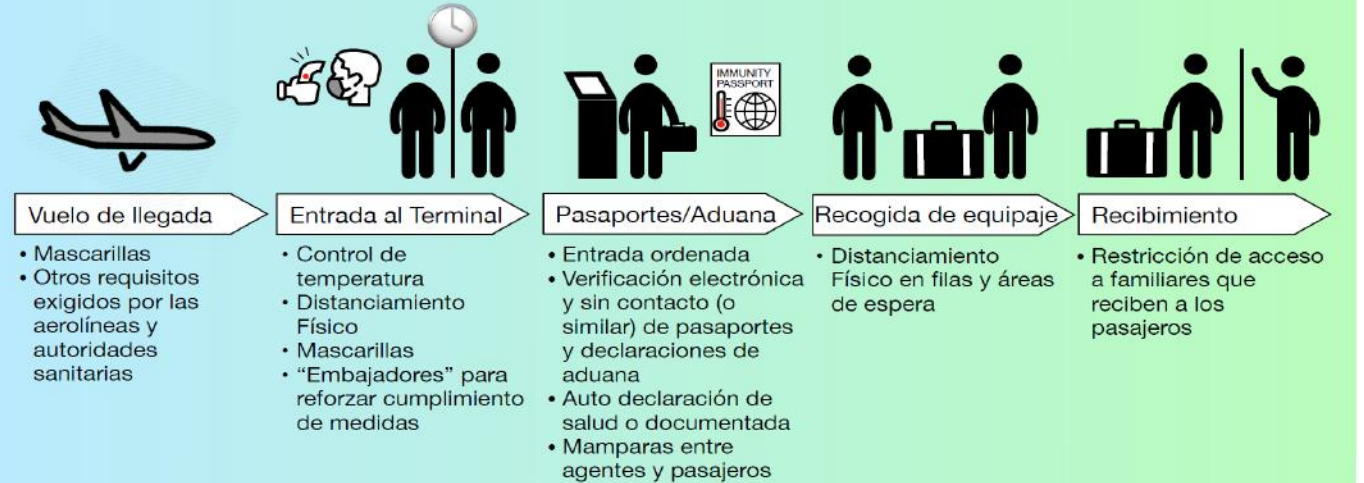 IMMUNITY
PASSPORT
Vuelo de llegada
• Mascarillas
• Otros requisitos
exigidos por las
aerolíneas y
autoridades
sanitarias
Entrada al Terminal
• Control de
temperatura
• Distanciamiento
Físico
• Mascarillas
• “Embajadores” para
reforzar cumplimiento
de medidas
Pasaportes/Aduana
• Entrada ordenada
• Verificación electrónica
y sin contacto (o
similar) de pasaportes
y declaraciones de
aduana
• Auto declaración de
salud o documentada
• Mamparas entre
agentes y pasajeros
Recogida de equipaje
• Distanciamiento
Físico en filas y áreas
de espera
Recibimiento
• Restricción de acceso
a familiares que
reciben a los
pasajeros